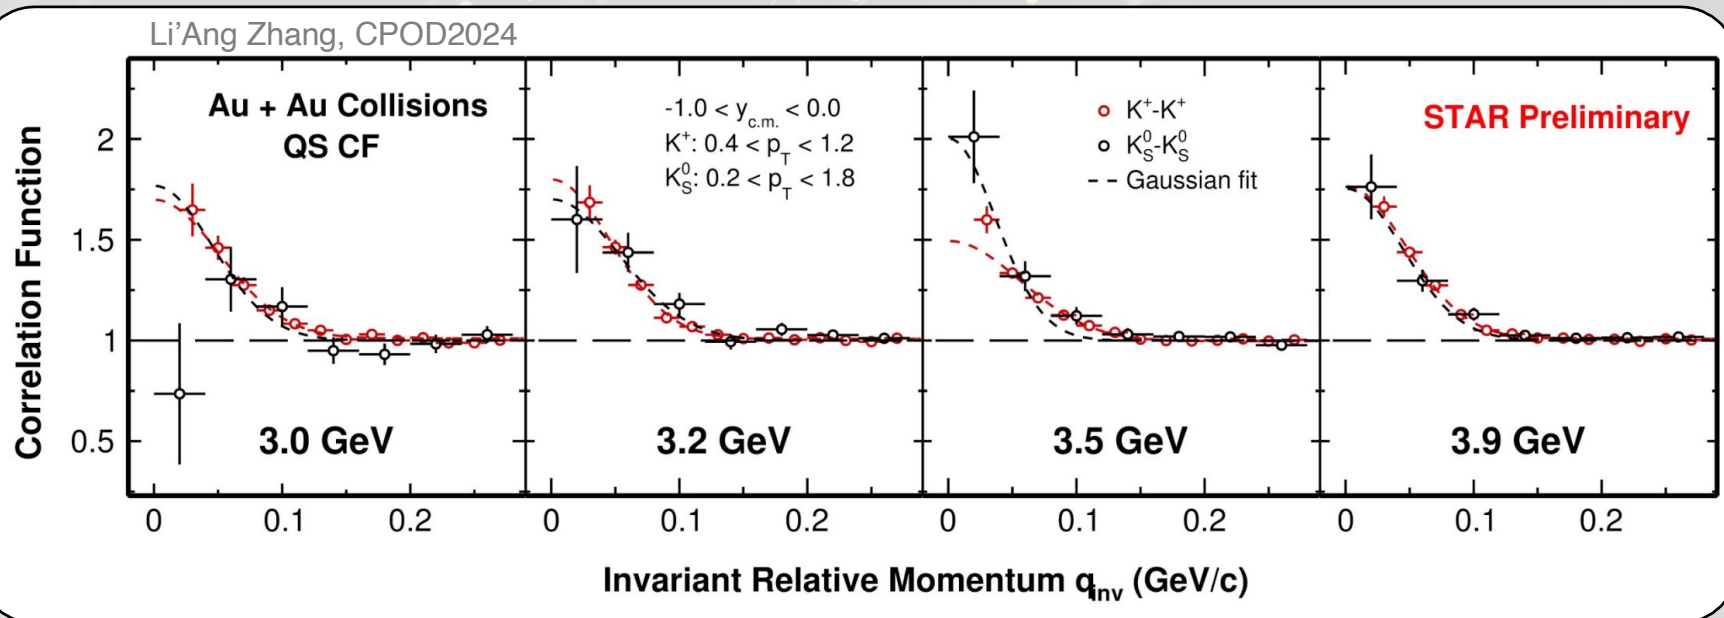 Li'Ang Zhang, CPOD2024
Correlation Function
2
1.5
1
0.5
Au + Au Collisions
QS CF
3.0 GeV
-1.0 < y_c.m. < 0.0
K⁺: 0.4 < p_T < 1.2
K⁰_S: 0.2 < p_T < 1.8
3.2 GeV
K⁺-K⁺
K⁰_S-K⁰_S
Gaussian fit
3.5 GeV
STAR Preliminary
3.9 GeV
0 0.1 0.2 0 0.1 0.2 0 0.1 0.2 0 0.1 0.2
Invariant Relative Momentum q_inv (GeV/c)